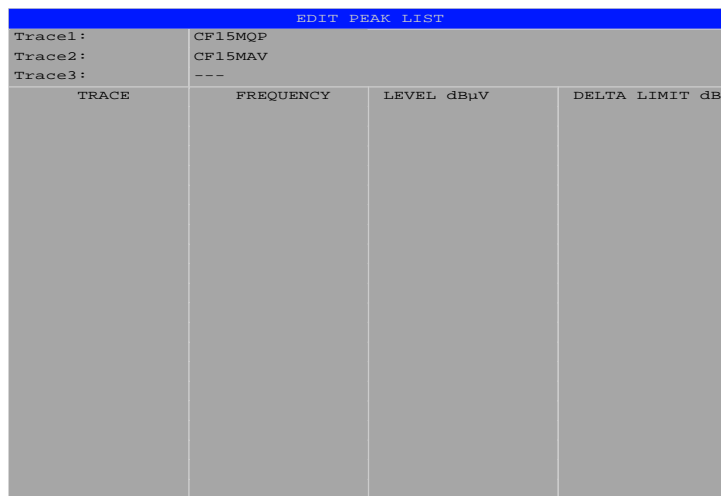 EDIT PEAK LIST
Trace1: CF15MQP
Trace2: CF15MAV
Trace3: ---
TRACE FREQUENCY LEVEL dBµV DELTA LIMIT dB